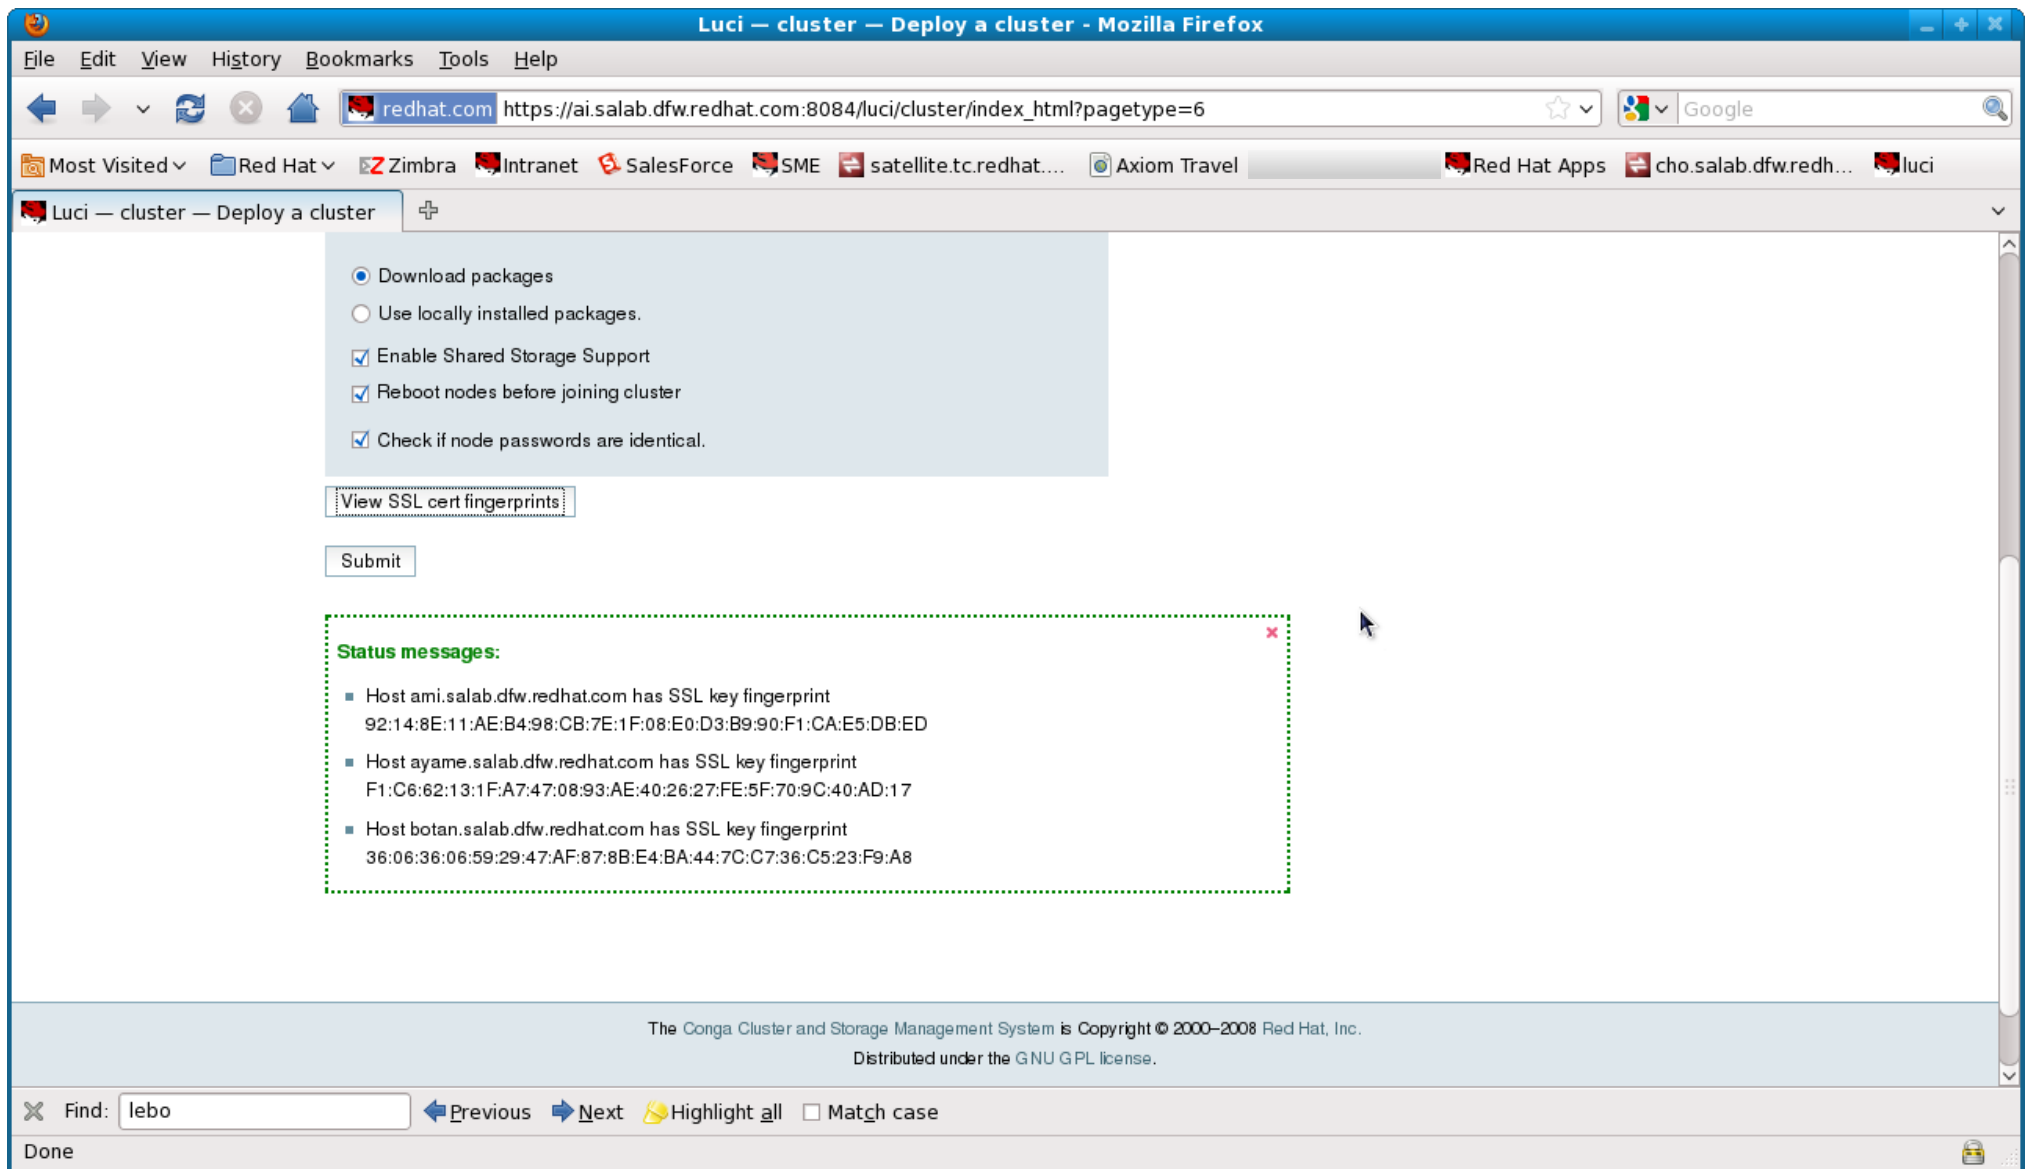 Luci — cluster — Deploy a cluster - Mozilla Firefox
File Edit View History Bookmarks Tools Help
redhat.com https://ai.salab.dfw.redhat.com:8084/luci/cluster/index_html?pagetype=6 Google
Most Visited Red Hat Zimbra Intranet SalesForce SME satellite.tc.redhat.... Axiom Travel Red Hat Apps cho.salab.dfw.redh... luci
Luci — cluster — Deploy a cluster
Download packages
Use locally installed packages.
Enable Shared Storage Support
Reboot nodes before joining cluster
Check if node passwords are identical.
View SSL cert fingerprints
Submit
Status messages:
Host ami.salab.dfw.redhat.com has SSL key fingerprint
92:14:8E:11:AE:B4:98:CB:7E:1F:08:E0:D3:B9:90:F1:CA:E5:DB:ED
Host ayame.salab.dfw.redhat.com has SSL key fingerprint
F1:C6:62:13:1F:A7:47:08:93:AE:40:26:27:FE:5F:70:9C:40:AD:17
Host botan.salab.dfw.redhat.com has SSL key fingerprint
36:06:36:06:59:29:47:AF:87:8B:E4:BA:44:7C:C7:36:C5:23:F9:A8
The Conga Cluster and Storage Management System is Copyright © 2000–2008 Red Hat, Inc.
Distributed under the GNU GPL license.
Find: lebo Previous Next Highlight all Match case
Done